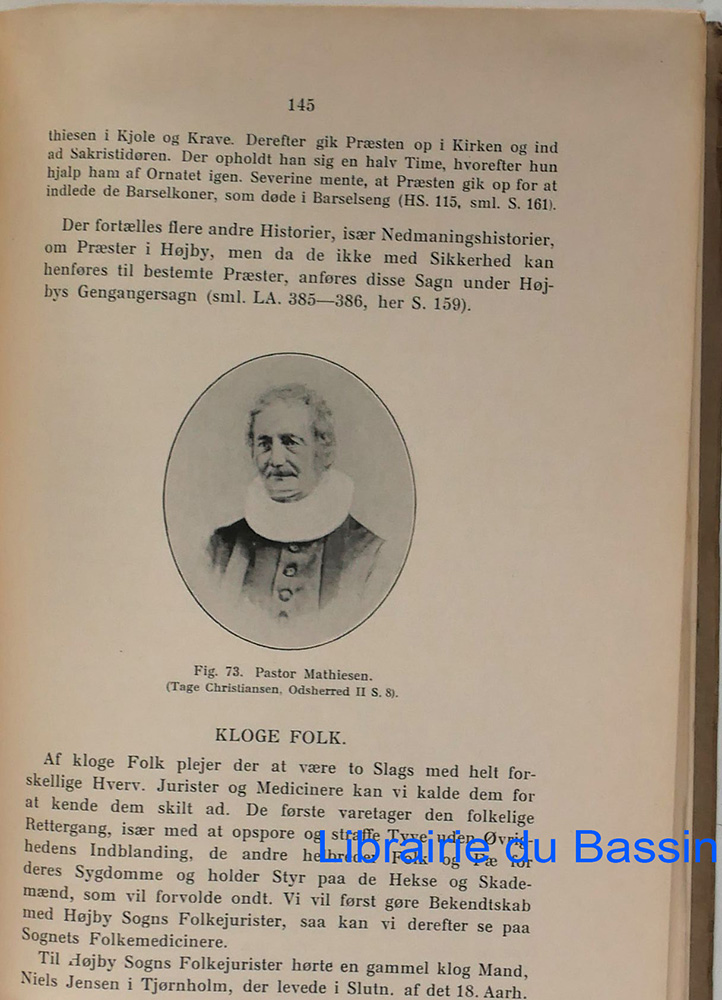 145
thiesen i Kjole og Krave. Derefter gik Præsten op i Kirken og ind
ad Sakristidøren. Der opholdt han sig en halv Time, hvorefter hun
hjalp ham af Ornatet igen. Severine mente, at Præsten gik op for at
indlede de Barselkoner, som døde i Barselseng (HS. 115, sml. S. 161).
Der fortælles flere andre Historier, især Nedmaningshistorier,
om Præster i Højby, men da de ikke med Sikkerhed kan
henføres til bestemte Præster, anføres disse Sagn under Høj-
bys Gengangersagn (sml. LA. 385—386, her S. 159).
Fig. 73. Pastor Mathiesen.
(Tage Christiansen, Odsherred II S. 8).
KLOGE FOLK.
Af kloge Folk plejer der at være to Slags med helt for-
skellige Hverv. Jurister og Medicinere kan vi kalde dem for
at kende dem skilt ad. De første varetager den folkelige
Rettergang, især med at opspore og straffe Tyve uden Øvrig-
hedens Indblanding, de andre helbreder Folk og Fæ for
deres Sygdomme og holder Styr paa de Hekse og Skade-
mænd, som vil forvolde ondt. Vi vil først gøre Bekendtskab
med Højby Sogns Folkejurister, saa kan vi derefter se paa
Sognets Folkemedicinere.
Til Højby Sogns Folkejurister hørte en gammel klog Mand,
Niels Jensen i Tjørnholm, der levede i Slutn. af det 18. Aarh.
Librairie du Bassin